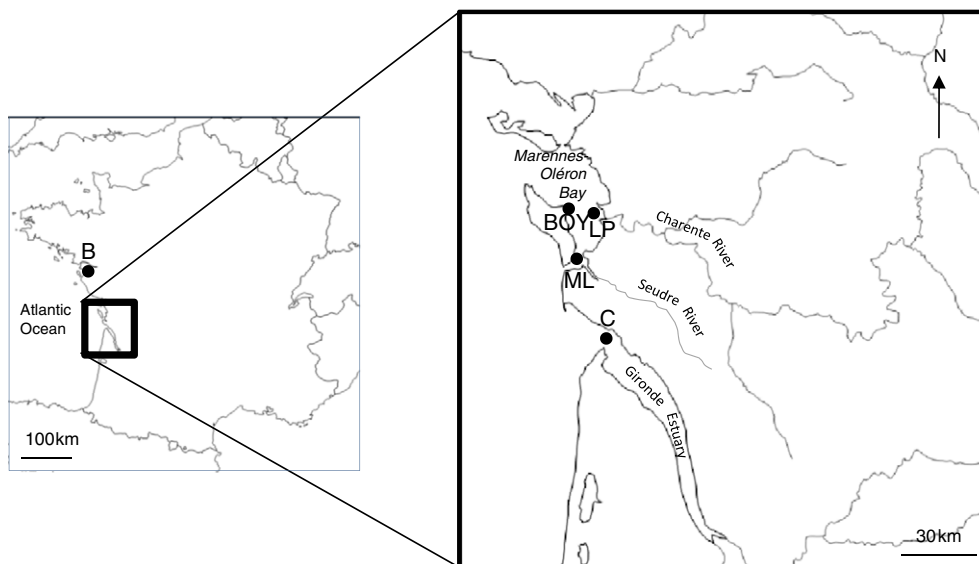 B
Atlantic
Ocean
100km
N
Marennes-
Oléron
Bay
BOY
LP
Charente River
ML
Seudre River
C
Gironde Estuary
30km